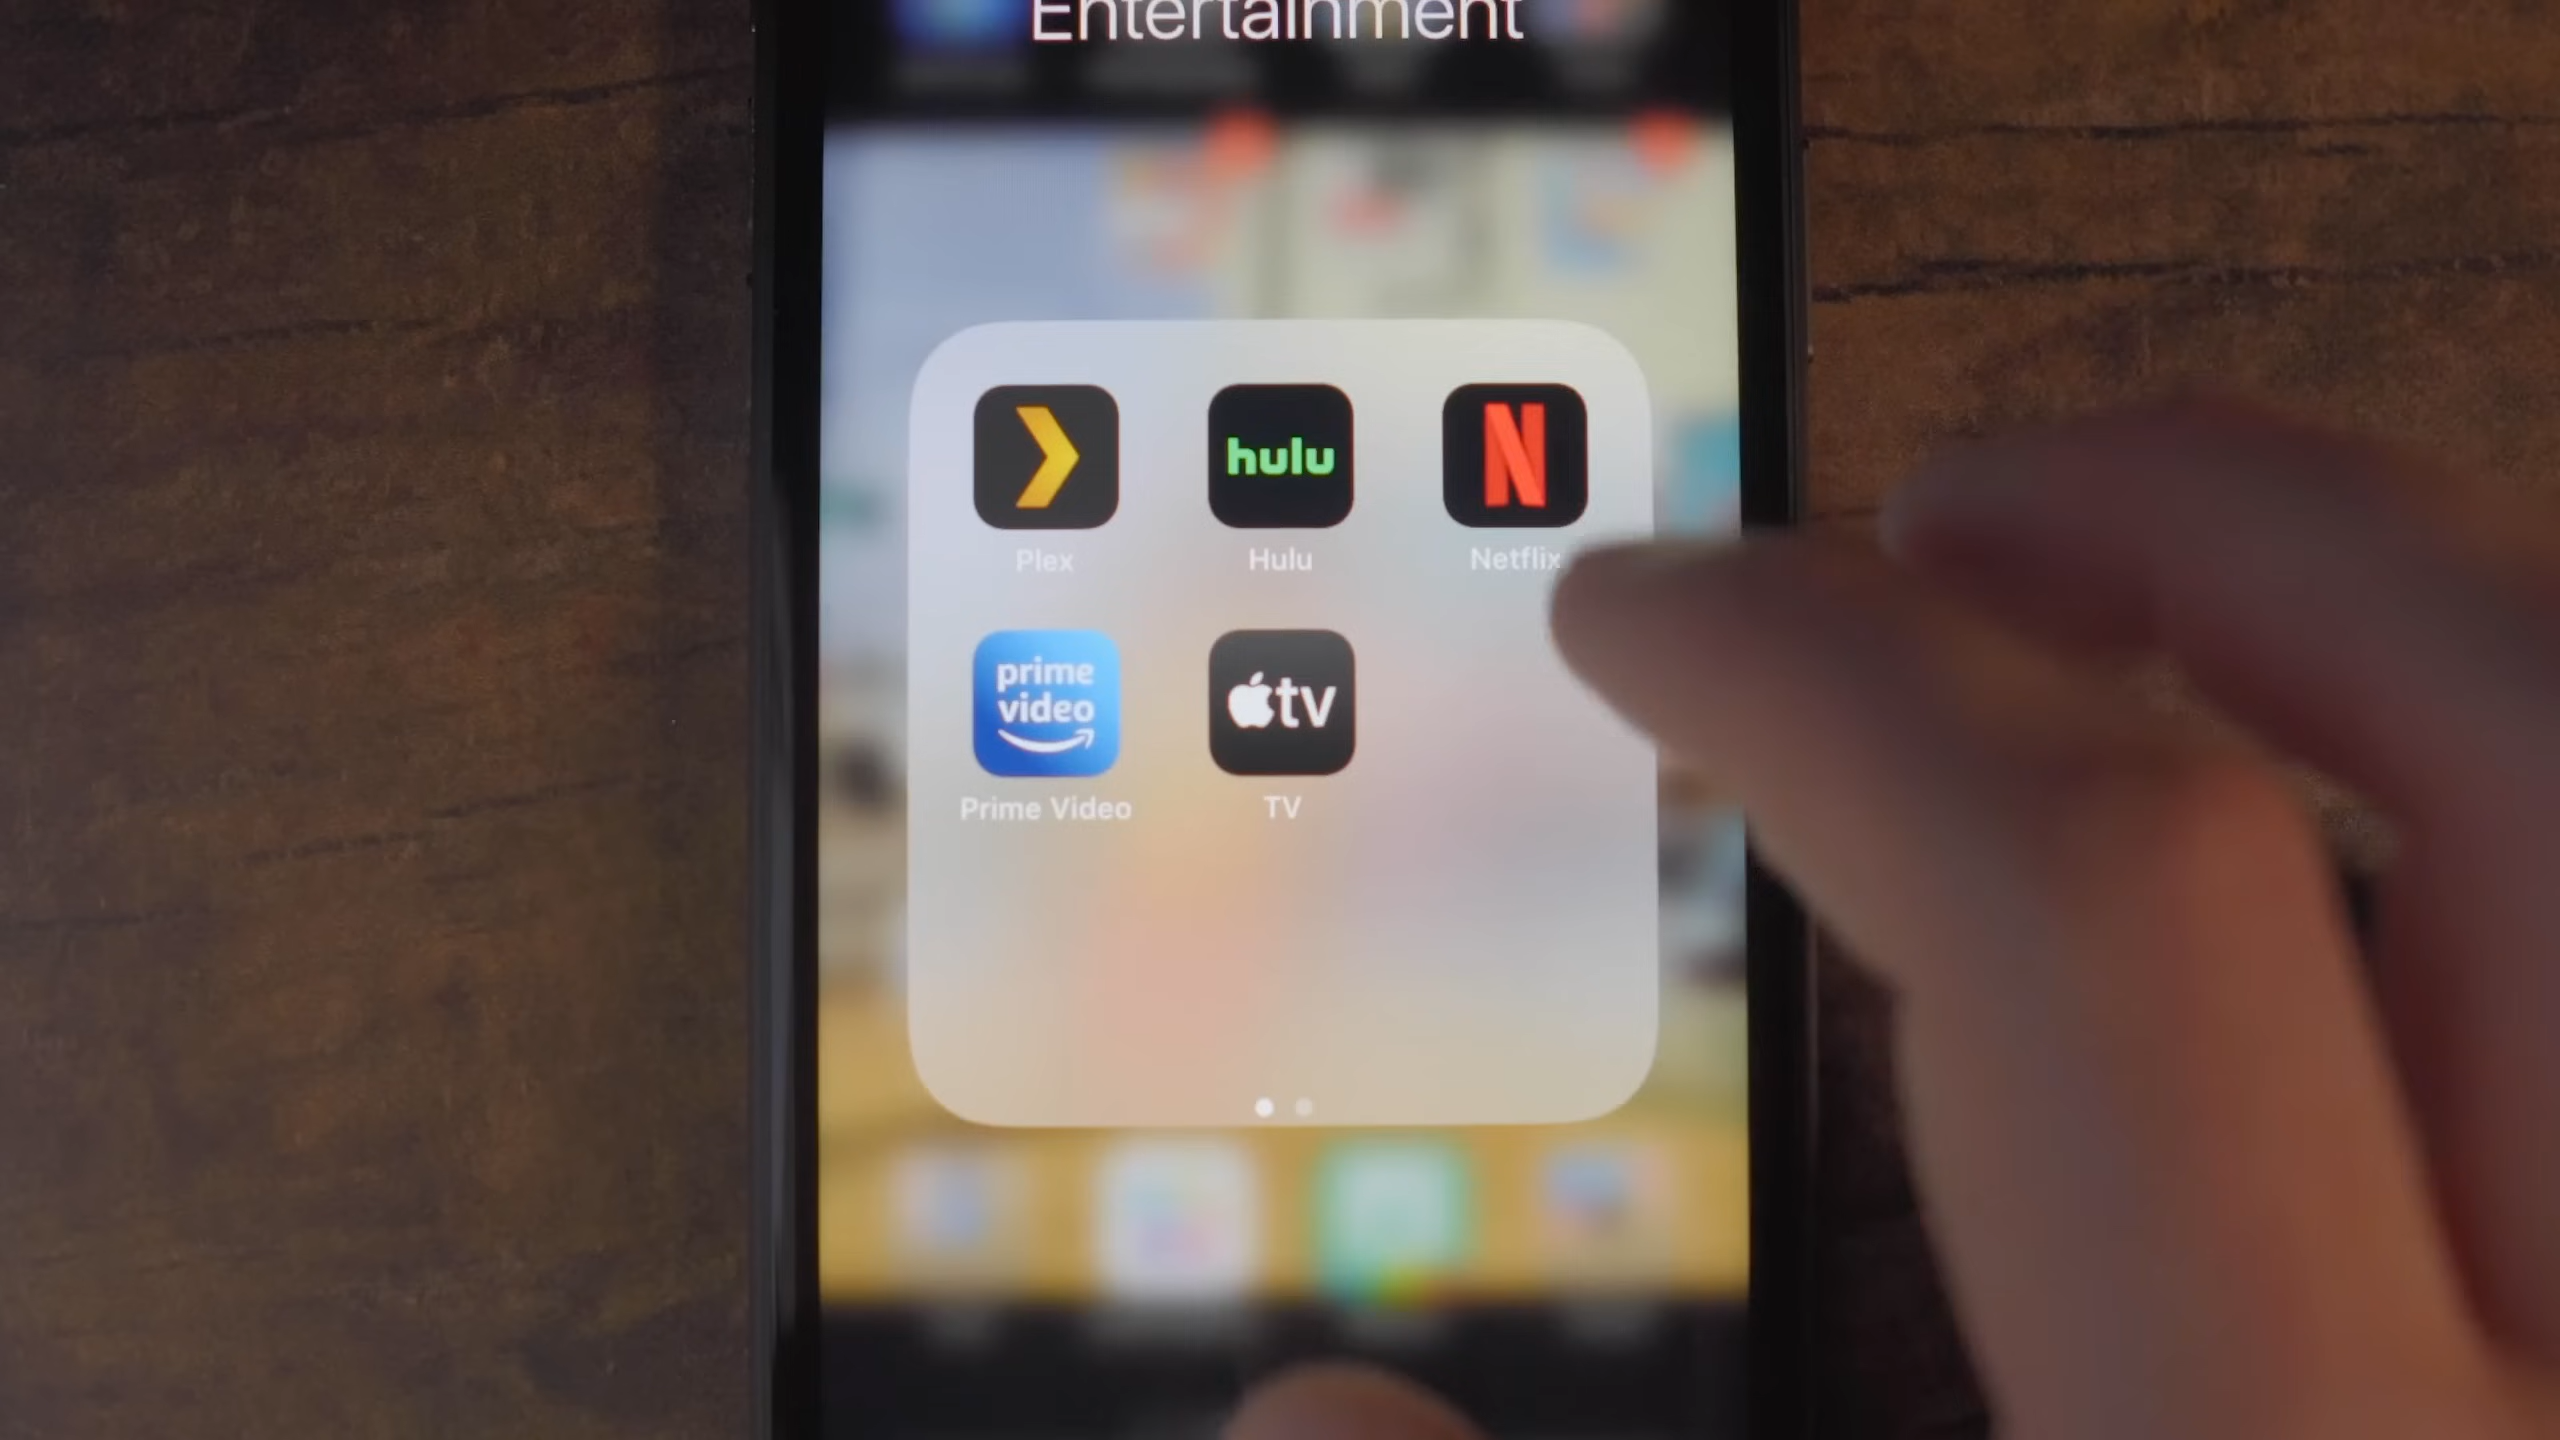 Entertainment
hulu
N
Plex
Hulu
Netflix
prime
video
tv
Prime Video
TV